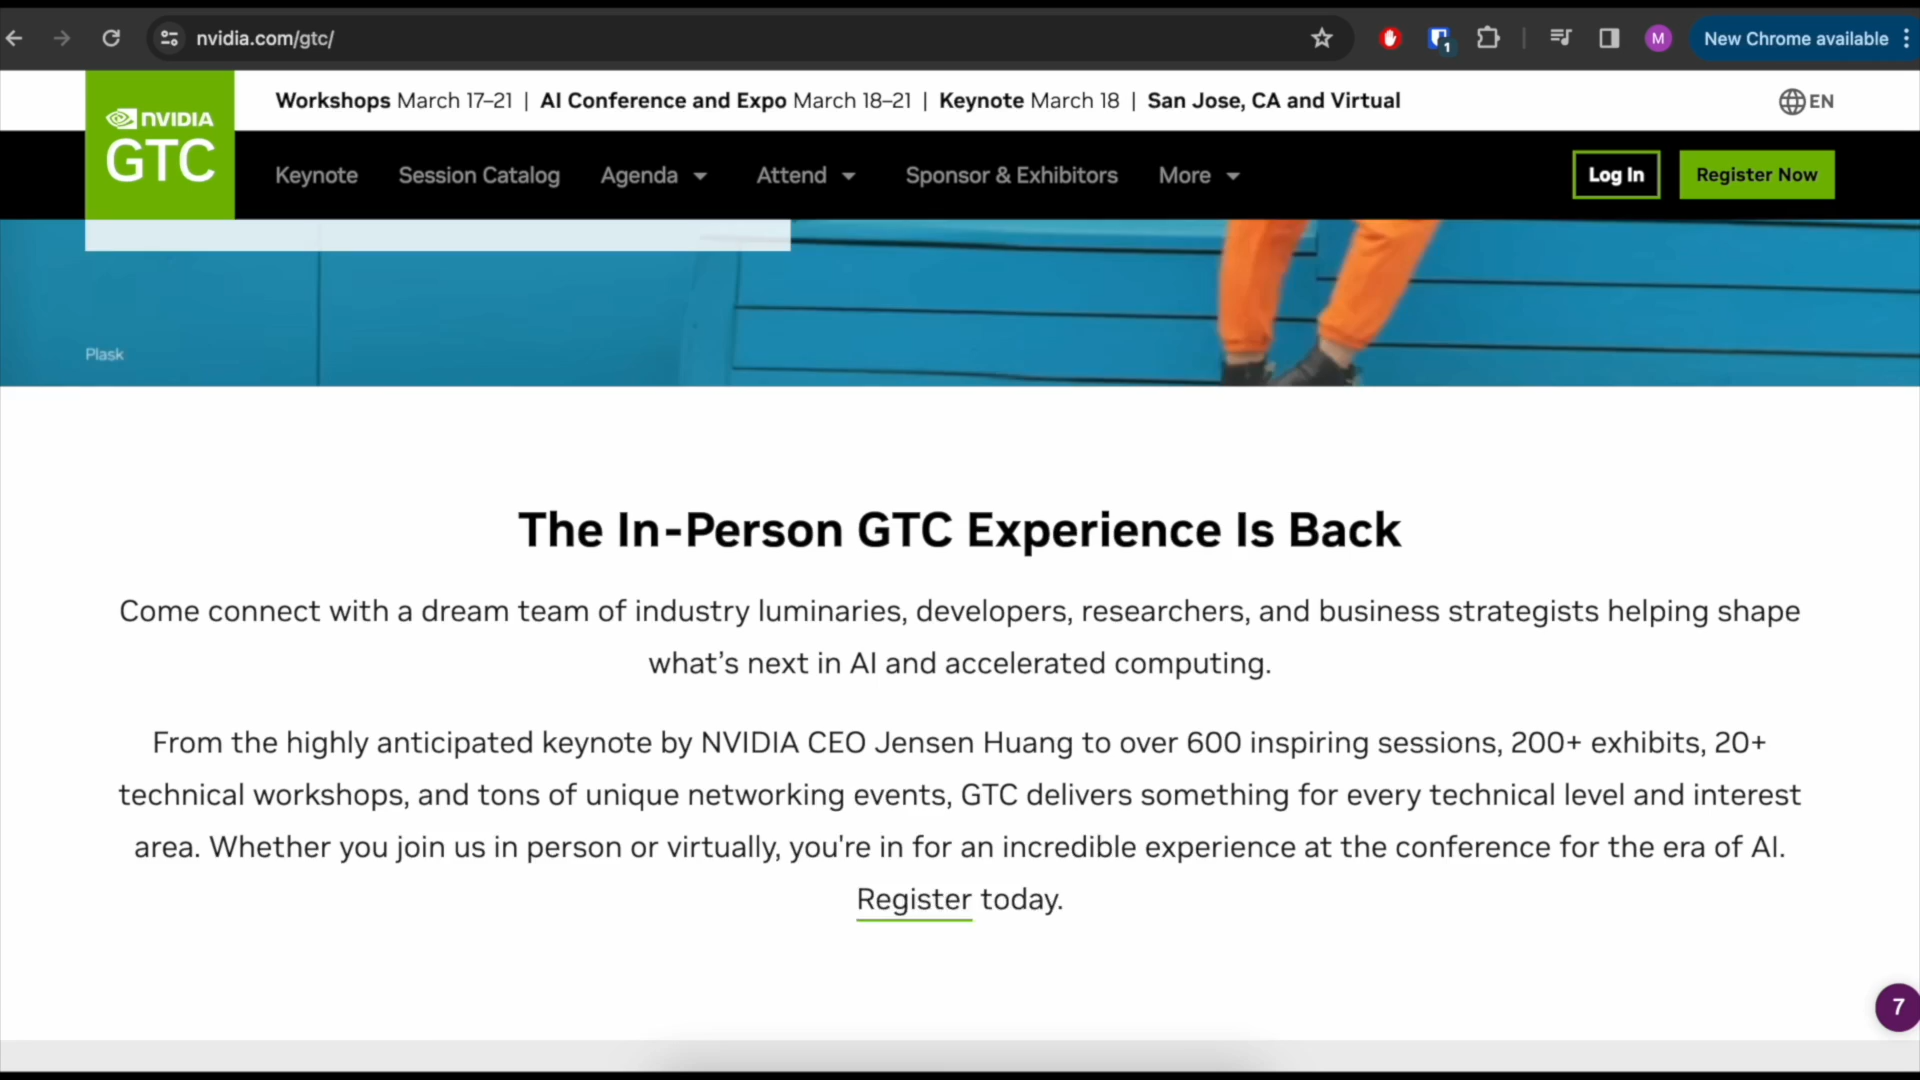 nvidia.com/gtc/
1
M
New Chrome available
Workshops March 17–21 | AI Conference and Expo March 18–21 | Keynote March 18 | San Jose, CA and Virtual
EN
NVIDIA
GTC
Keynote
Session Catalog
Agenda
Attend
Sponsor & Exhibitors
More
Log In
Register Now
Plask
The In-Person GTC Experience Is Back
Come connect with a dream team of industry luminaries, developers, researchers, and business strategists helping shape
what’s next in AI and accelerated computing.
From the highly anticipated keynote by NVIDIA CEO Jensen Huang to over 600 inspiring sessions, 200+ exhibits, 20+
technical workshops, and tons of unique networking events, GTC delivers something for every technical level and interest
area. Whether you join us in person or virtually, you're in for an incredible experience at the conference for the era of AI.
Register today.
7